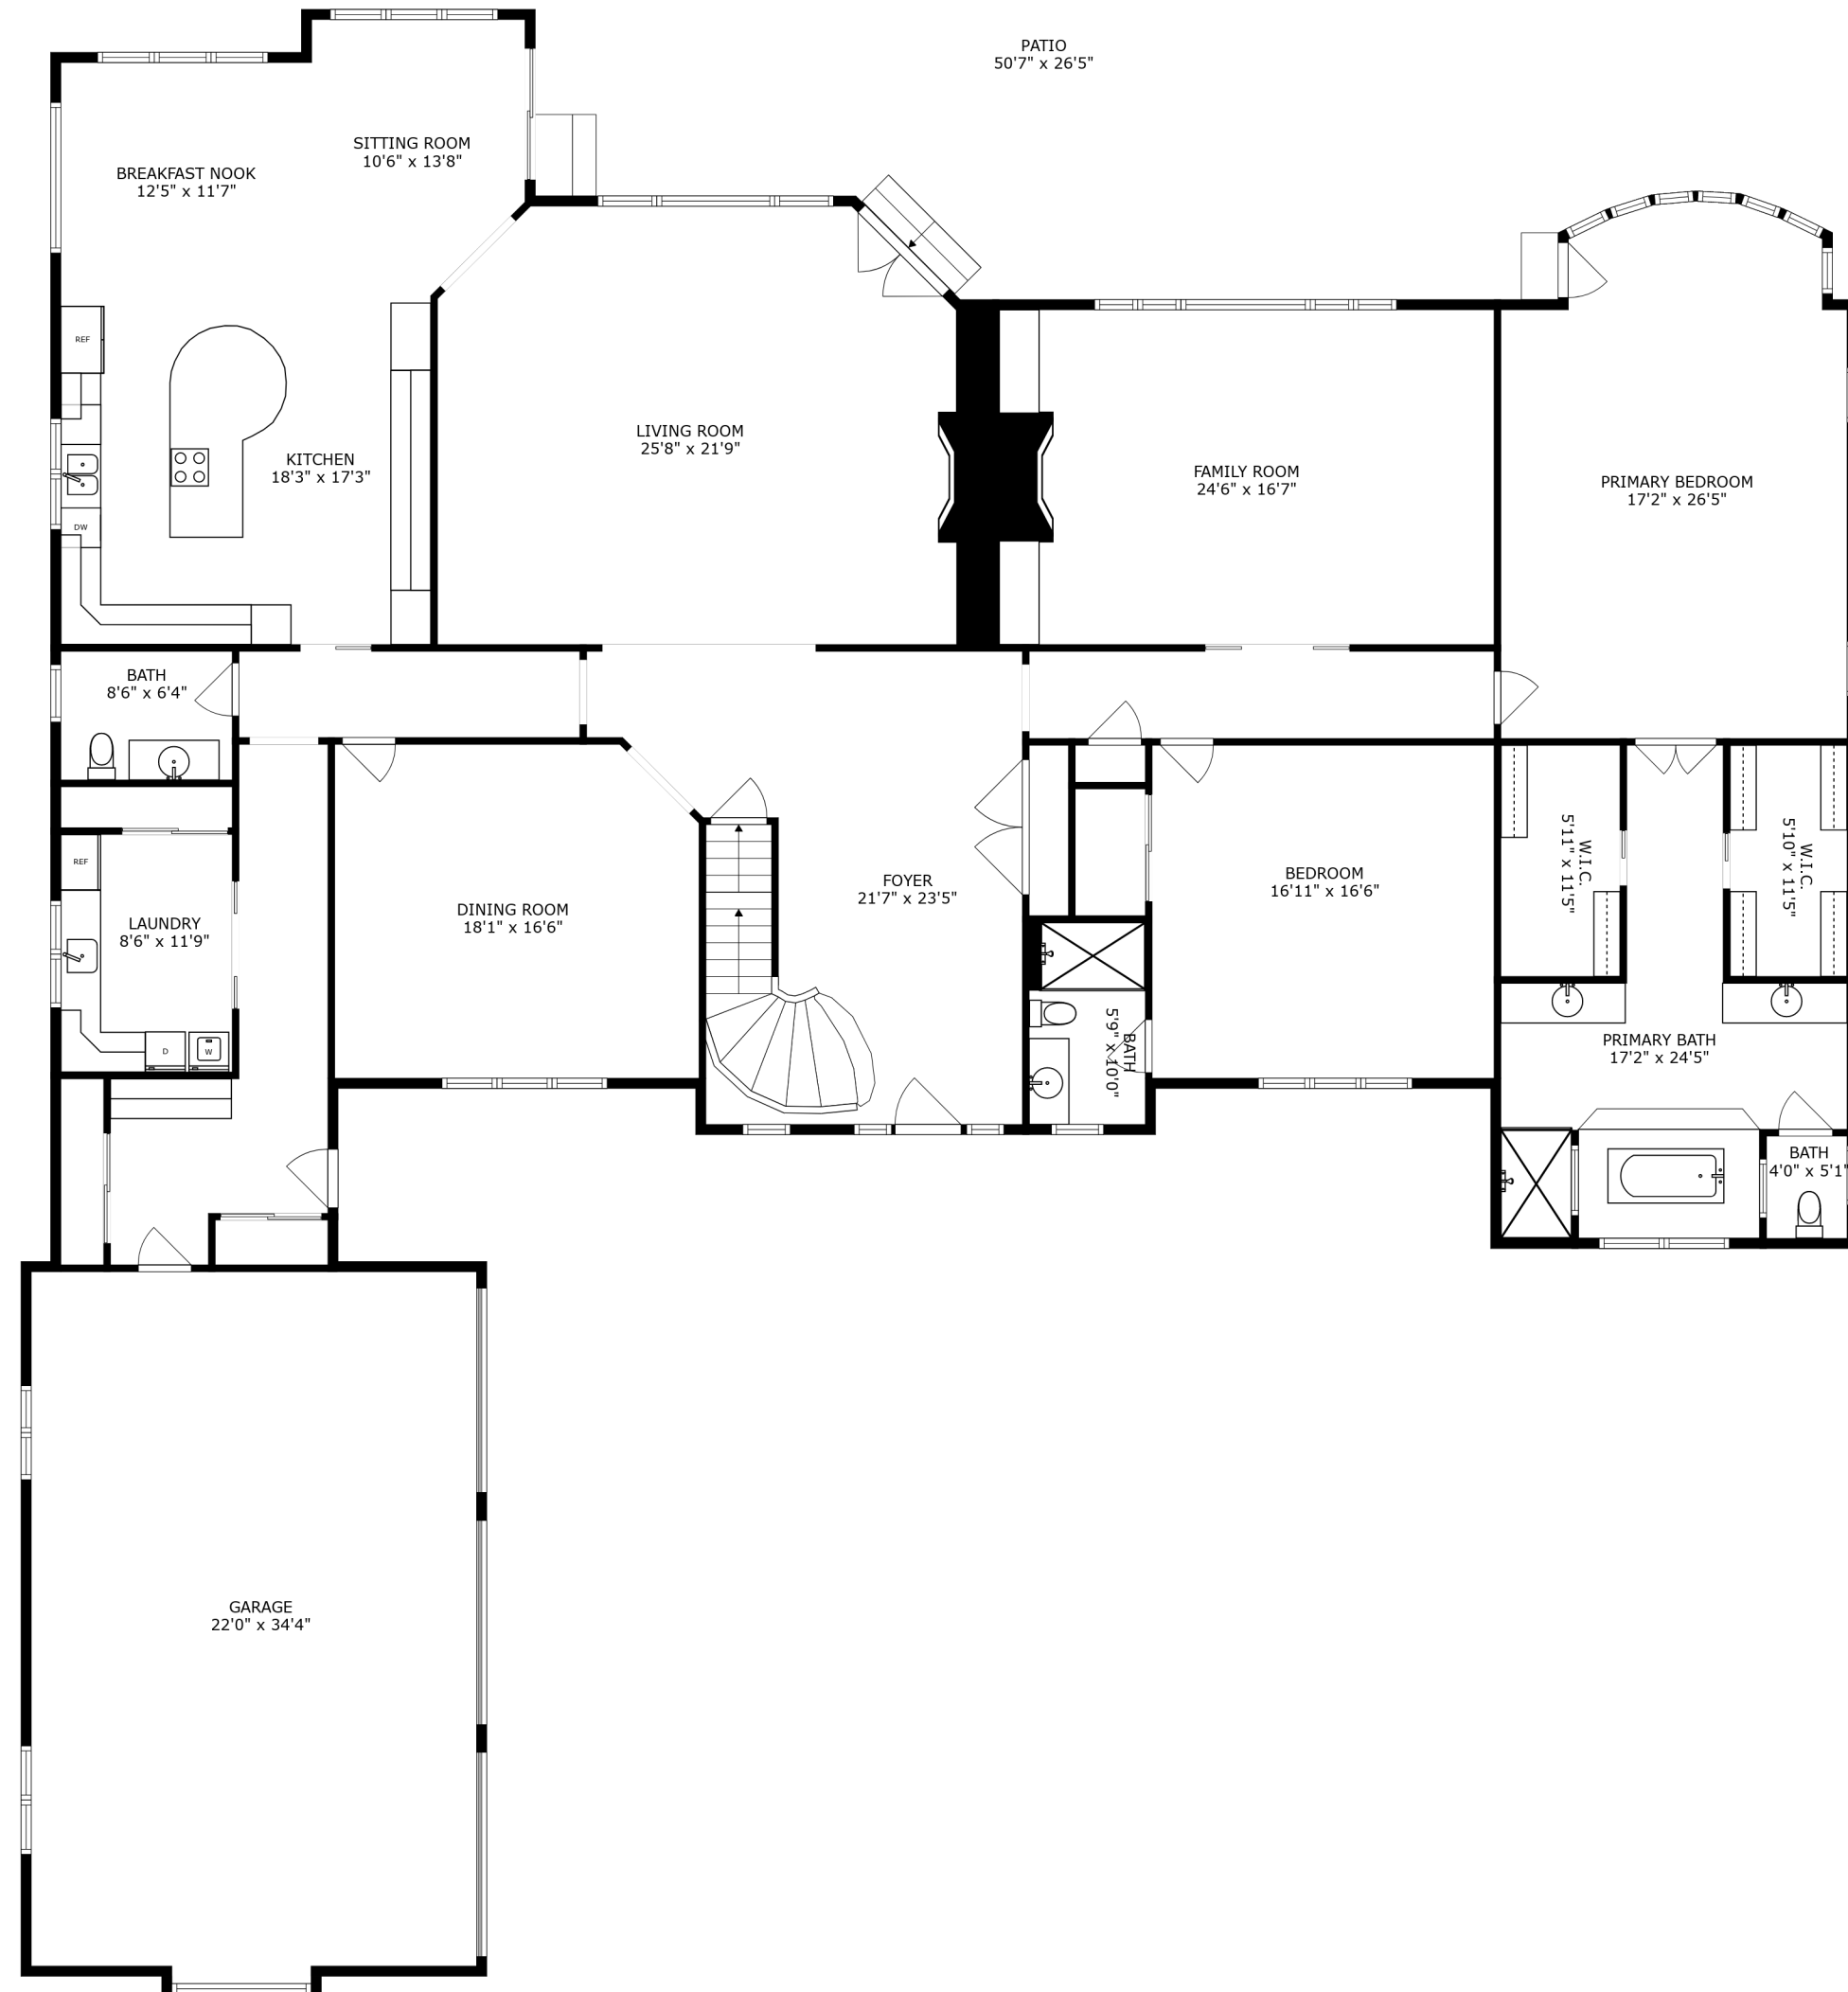 PATIO
50'7" x 26'5"
SITTING ROOM
10'6" x 13'8"
BREAKFAST NOOK
12'5" x 11'7"
REF
LIVING ROOM
25'8" x 21'9"
KITCHEN
18'3" x 17'3"
FAMILY ROOM
24'6" x 16'7"
PRIMARY BEDROOM
17'2" x 26'5"
DW
BATH
8'6" x 6'4"
REF
LAUNDRY
8'6" x 11'9"
D
W
DINING ROOM
18'1" x 16'6"
FOYER
21'7" x 23'5"
BEDROOM
16'11" x 16'6"
W.I.C.
5'11" x 11'5"
W.I.C.
5'10" x 11'5"
BATH
5'9" x 10'0"
PRIMARY BATH
17'2" x 24'5"
BATH
4'0" x 5'1"
GARAGE
22'0" x 34'4"